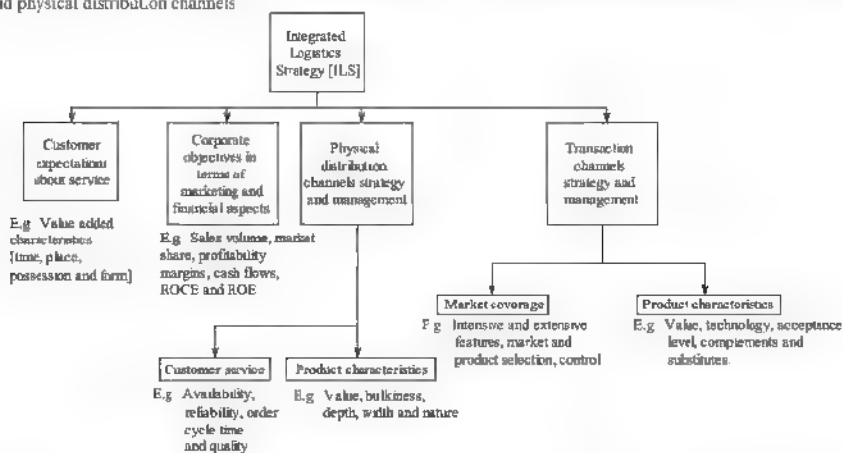 nd physical distribution channels
Integrated
Logistics
Strategy [ILS]
Customer
expectations
about service
E.g Value added
characteristics
[time, place,
possession and form]
Corporate
objectives in
terms of
marketing and
financial aspects
E.g Sales volume, market
share, profitability
margins, cash flows,
ROCE and ROE
Physical
distribution
channels strategy
and management
Transaction
channels
strategy and
management
Customer service
E.g Availability,
reliability, order
cycle time
and quality
Product characteristics
E.g Value, bulkiness,
depth, width and nature
Market coverage
E g Intensive and extensive
features, market and
product selection, control
Product characteristics
E.g Value, technology, acceptance
level, complements and
substitutes.